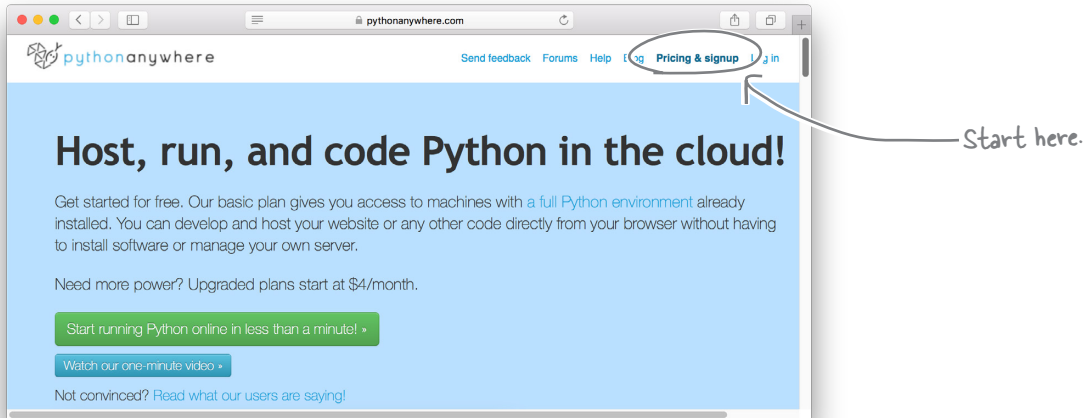 pythonanywhere.com
pythonanywhere
Send feedback Forums Help Pricing & signup in
Start here.
Host, run, and code Python in the cloud!
Get started for free. Our basic plan gives you access to machines with a full Python environment already
installed. You can develop and host your website or any other code directly from your browser without having
to install software or manage your own server.
Need more power? Upgraded plans start at $4/month.
Start running Python online in less than a minute! »
Watch our one-minute video »
Not convinced? Read what our users are saying!